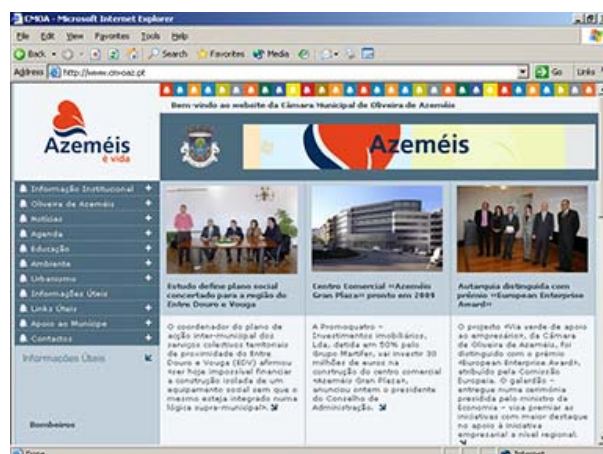 CMOA - Microsoft Internet Explorer
File Edit View Favorites Tools Help
Back Search Favorites Media
Address http://www.cm-oaz.pt Go Links
Bem-vindo ao website da Câmara Municipal de Oliveira de Azeméis
Azeméis
é vida
Azeméis
Informação Institucional +
Oliveira de Azeméis +
Notícias +
Agenda +
Educação +
Ambiente +
Urbanismo +
Informações Úteis +
Links Úteis +
Apoio ao Munícipe +
Contactos +
Informações Úteis
Bombeiros
Estudo define plano social
concertado para a região do
Entre Douro e Vouga
O coordenador do plano de
acção inter-municipal dos
serviços colectivos territoriais
de proximidade do Entre
Douro e Vouga (EDV) afirmou
«ser hoje impossível financiar
a construção isolada de um
equipamento social sem que o
mesmo esteja integrado numa
lógica supra-municipal».
Centro Comercial «Azeméis
Gran Plaza» pronto em 2009
A Promoquatro -
Investimentos imobiliários,
Lda, detida em 50% pelo
Grupo Martifer, vai investir 30
milhões de euros na
construção do centro comercial
«Azeméis Gran Plaza»,
anunciou ontem o presidente
do Conselho de
Administração.
Autarquia distinguida com
prémio «European Enterprise
Award»
O projecto «Via verde de apoio
ao empresário», da Câmara
de Oliveira de Azeméis, foi
distinguido com o prémio
«European Enterprise Award»,
atribuído pela Comissão
Europeia. O galardão -
entregue numa cerimónia
presidida pelo ministro da
Economia - visa premiar as
iniciativas com maior destaque
no apoio à iniciativa
empresarial a nível regional.
Done Internet